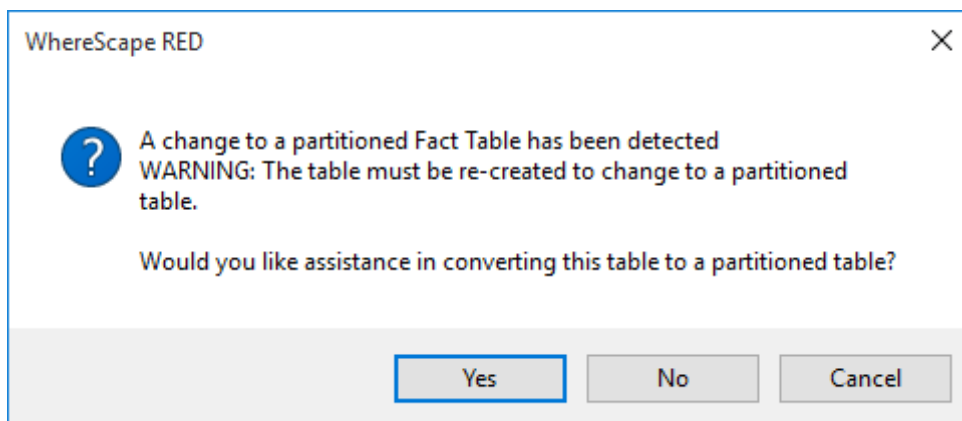 WhereScape RED
A change to a partitioned Fact Table has been detected
WARNING: The table must be re-created to change to a partitioned
table.
Would you like assistance in converting this table to a partitioned table?
Yes
No
Cancel